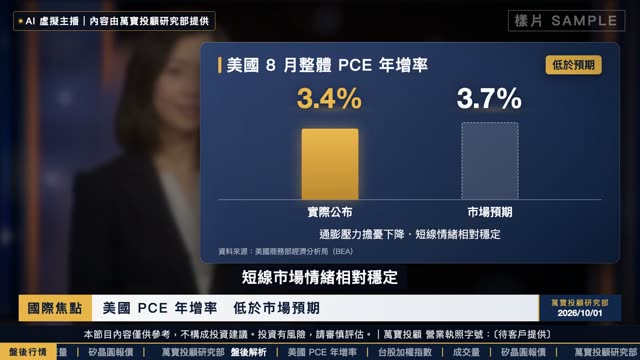 AI 虛擬主播｜內容由萬寶投顧研究部提供
樣片 SAMPLE
美國 8 月整體 PCE 年增率
低於預期
3.4%
3.7%
實際公布
市場預期
通膨壓力擔憂下降・短線情緒相對穩定
資料來源：美國商務部經濟分析局（BEA）
短線市場情緒相對穩定
國際焦點
美國 PCE 年增率 低於市場預期
萬寶投顧研究部
2026/10/01
本節目內容僅供參考，不構成投資建議。投資有風險，請審慎評估。｜萬寶投顧 營業執照字號：〔待客戶提供〕
盤後行情
量｜矽晶圓報價｜萬寶投顧研究部 盤後解析｜美國 PCE 年增率｜台股加權指數｜成交量｜矽晶圓報價｜萬寶投顧研究部